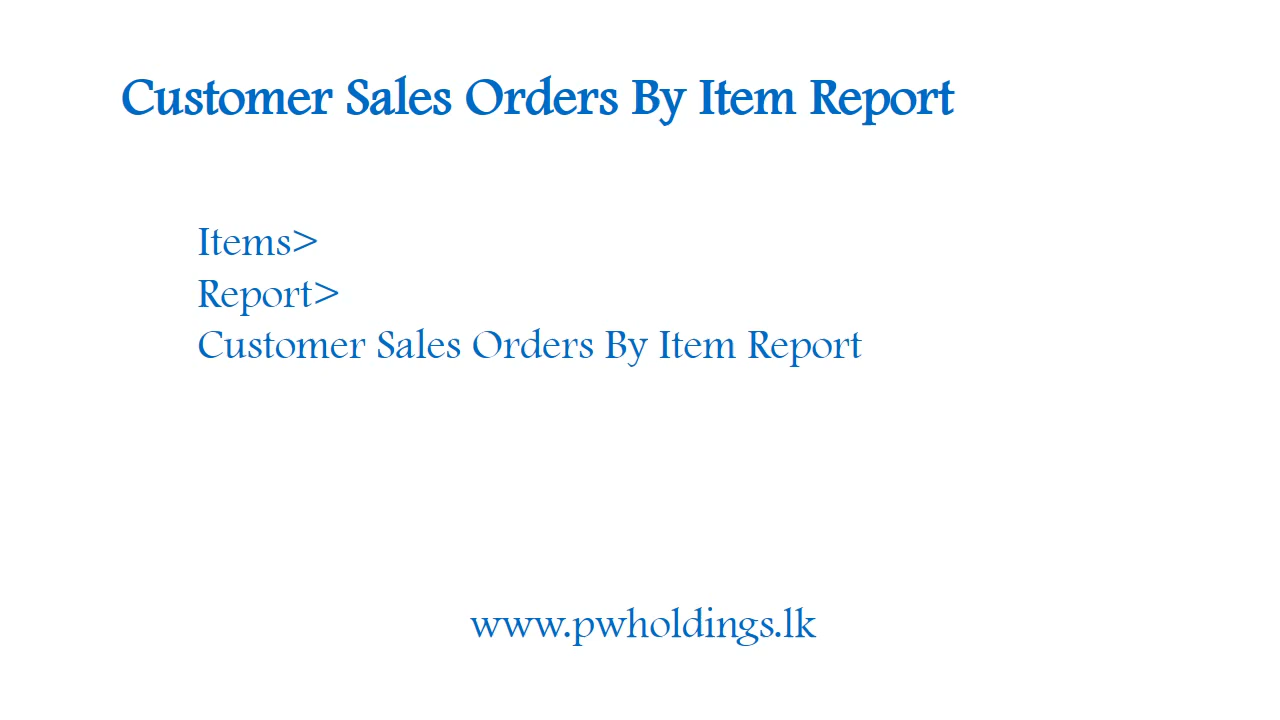 Customer Sales Orders By Item Report
Items>
Report>
Customer Sales Orders By Item Report
www.pwholdings.lk